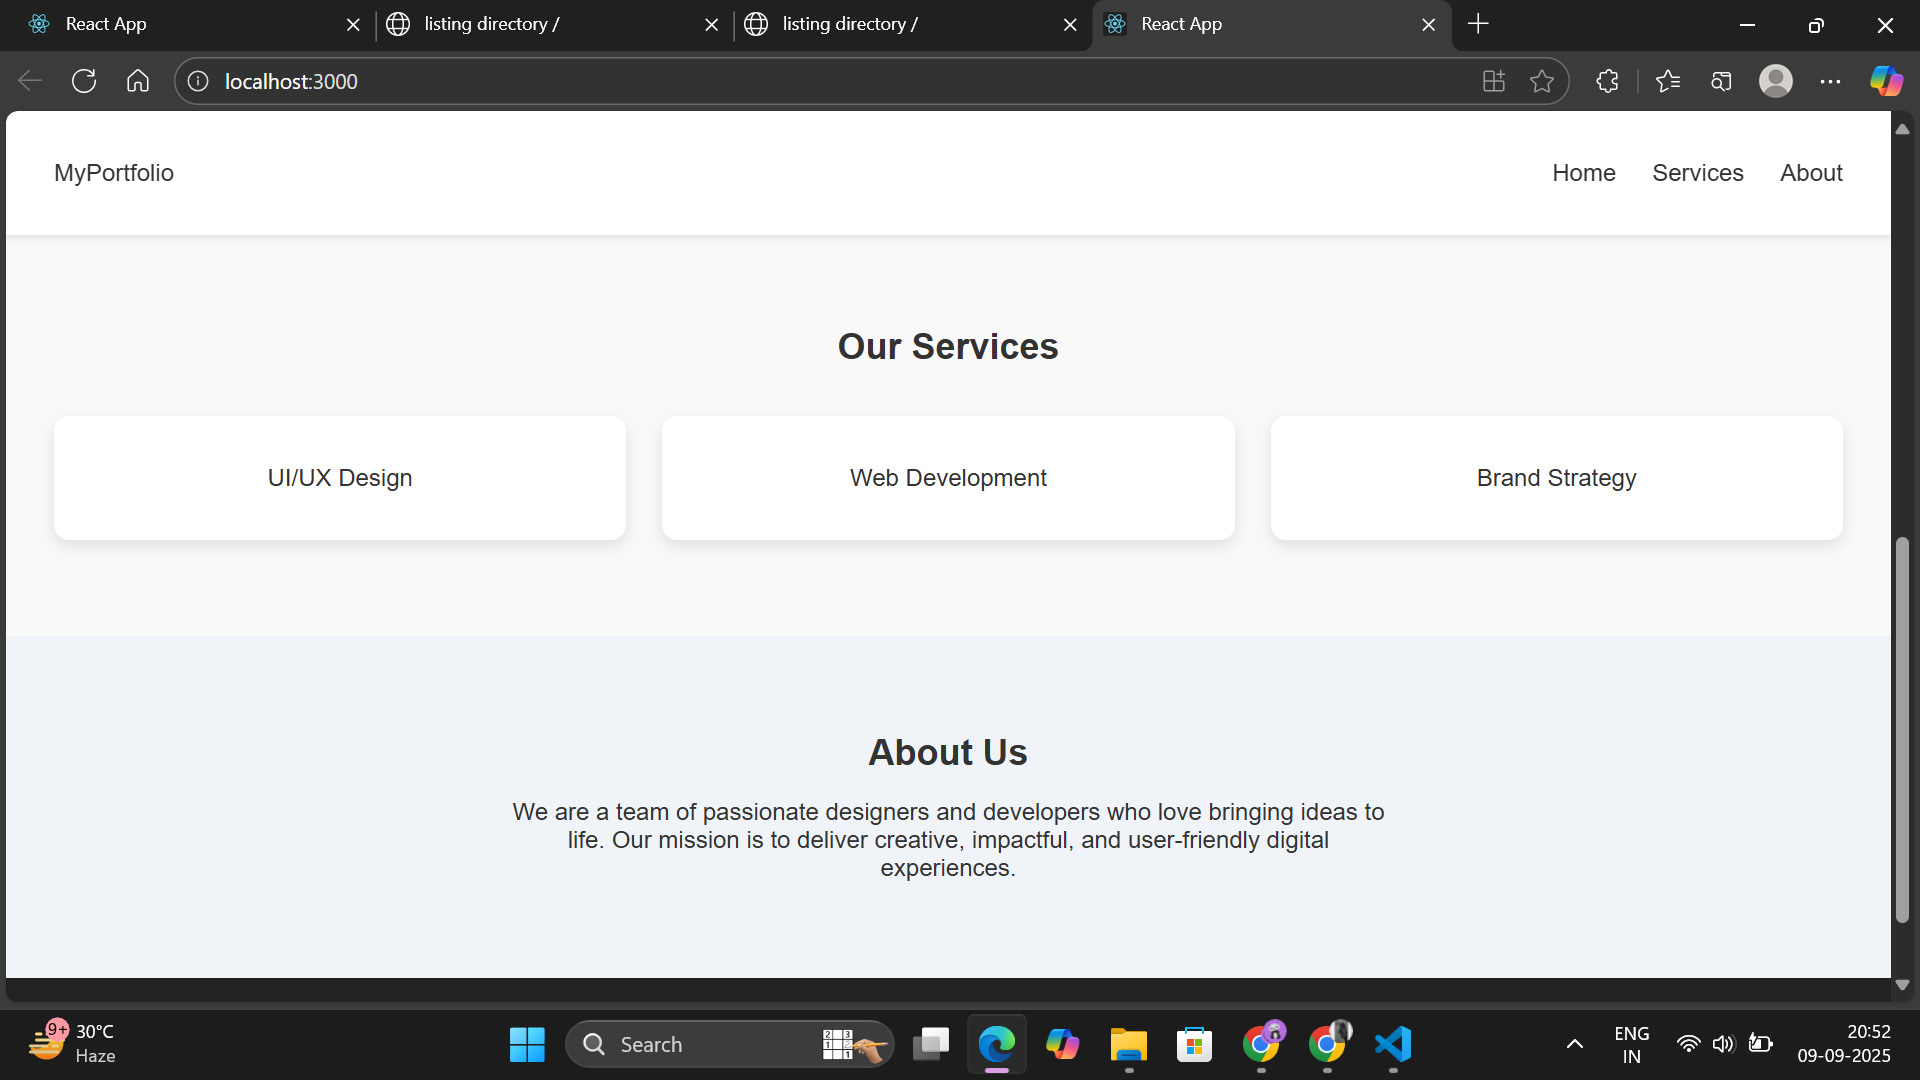 React App
listing directory /
listing directory /
React App
localhost:3000
MyPortfolio
Home Services About
Our Services
UI/UX Design
Web Development
Brand Strategy
About Us
We are a team of passionate designers and developers who love bringing ideas to
life. Our mission is to deliver creative, impactful, and user-friendly digital
experiences.
9+
30°C
Haze
Search
ENG
IN
20:52
09-09-2025